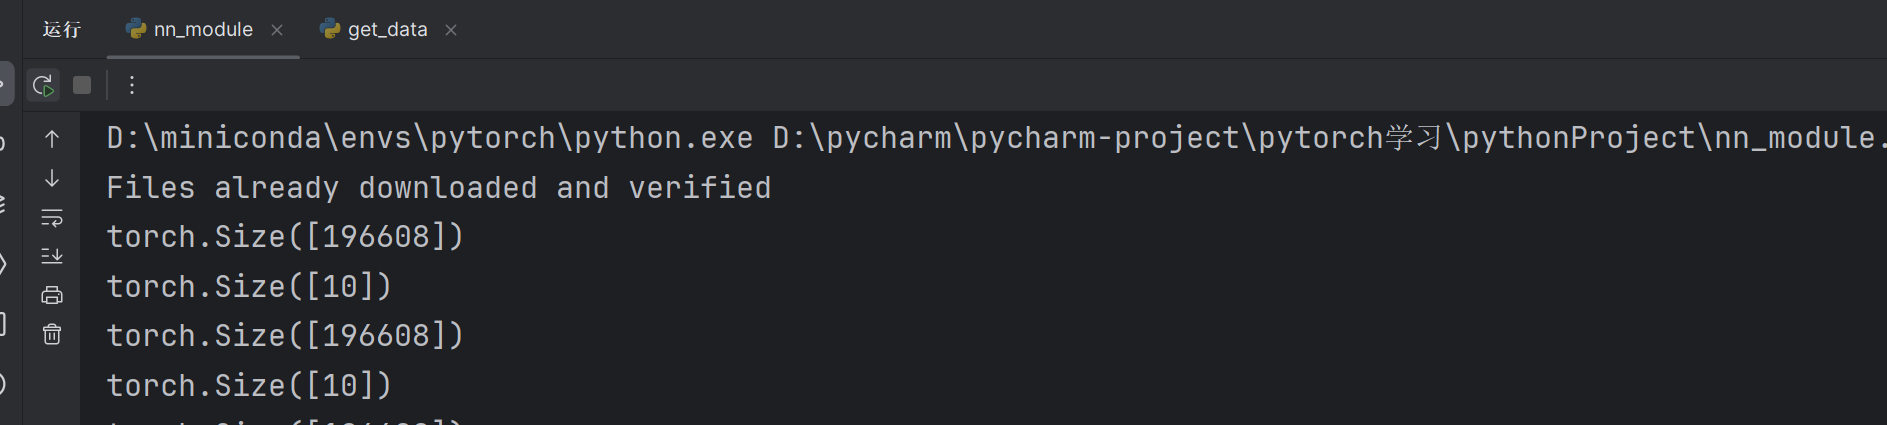 运行 nn_module get_data
D:\miniconda\envs\pytorch\python.exe D:\pycharm\pycharm-project\pytorch学习\pythonProject\nn_module.
Files already downloaded and verified
torch.Size([196608])
torch.Size([10])
torch.Size([196608])
torch.Size([10])